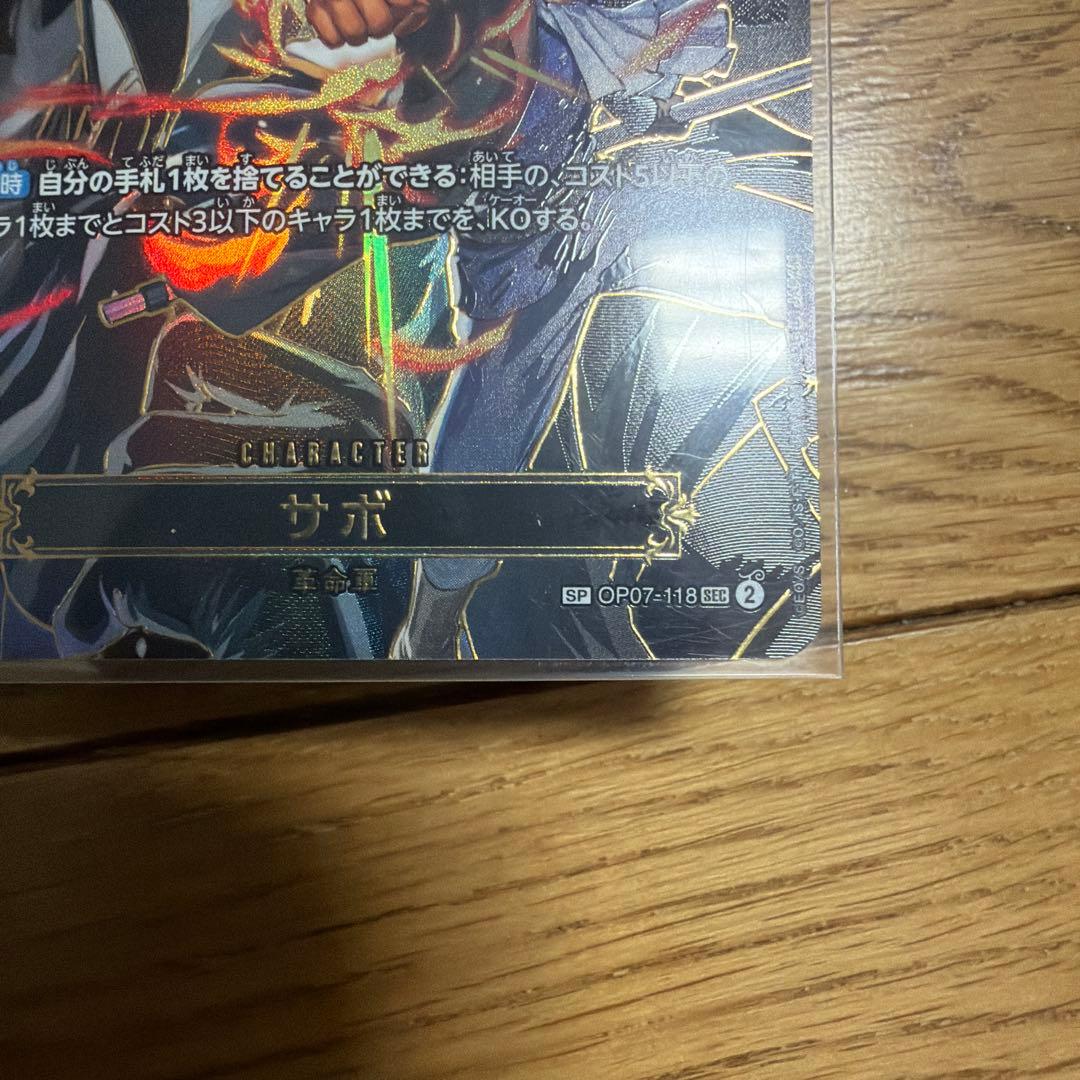 時 自分の手札1枚を捨てることができる:相手の、コスト5以下の
ラ1枚までとコスト3以下のキャラ1枚までを、KOする。
CHARACTER
サボ
革命軍
SP OP07-118 SEC 2